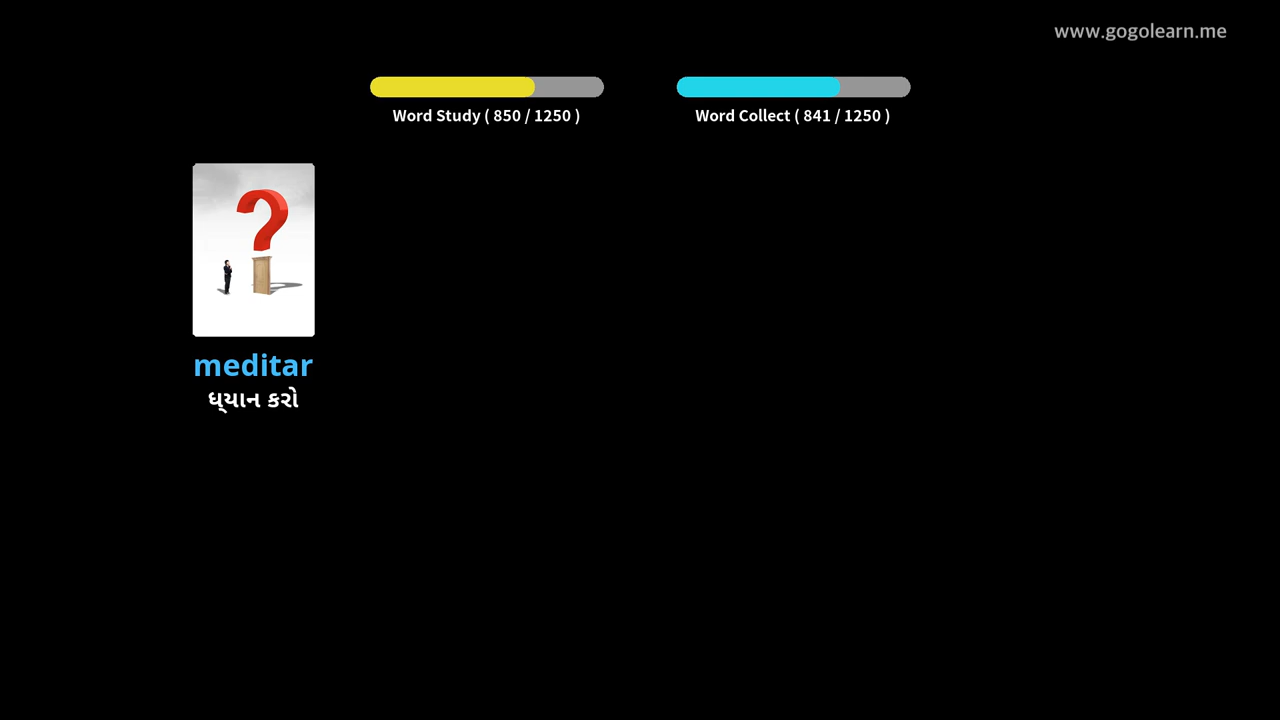 www.gogolearn.me
Word Study ( 850 / 1250 )
Word Collect ( 841 / 1250 )
meditar
ધ્યાન કરો